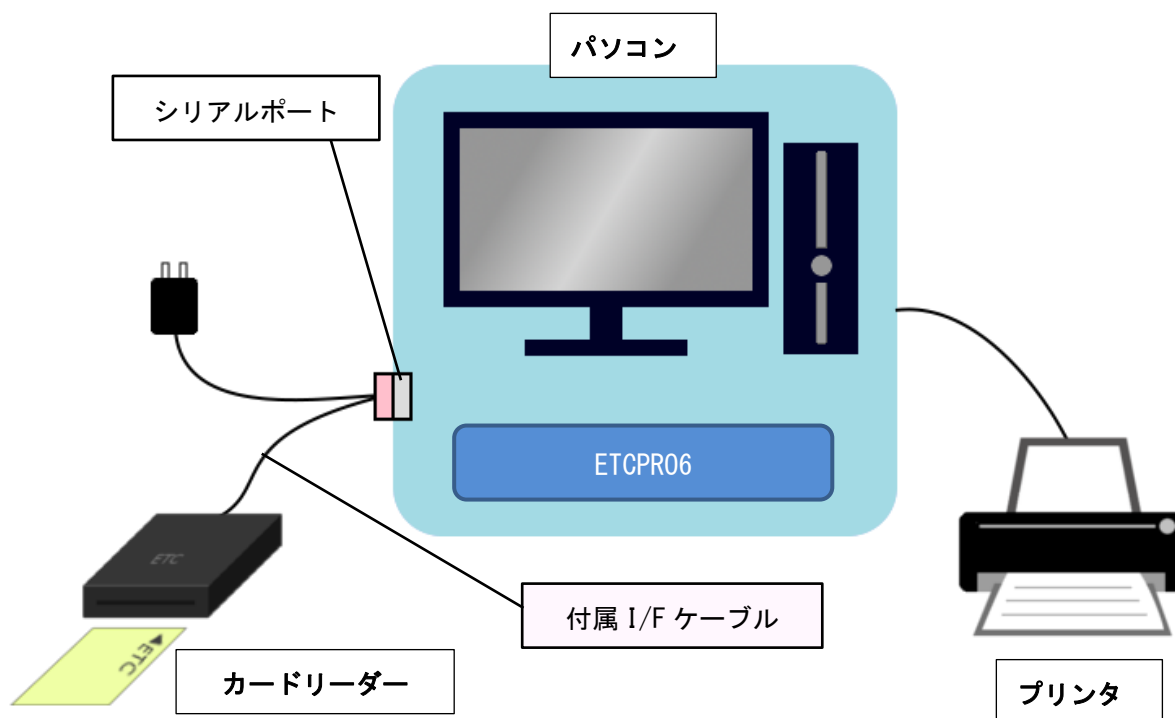 パソコン
シリアルポート
ETCPRO6
ETC
▲ETC
付属 I/F ケーブル
カードリーダー
プリンタ